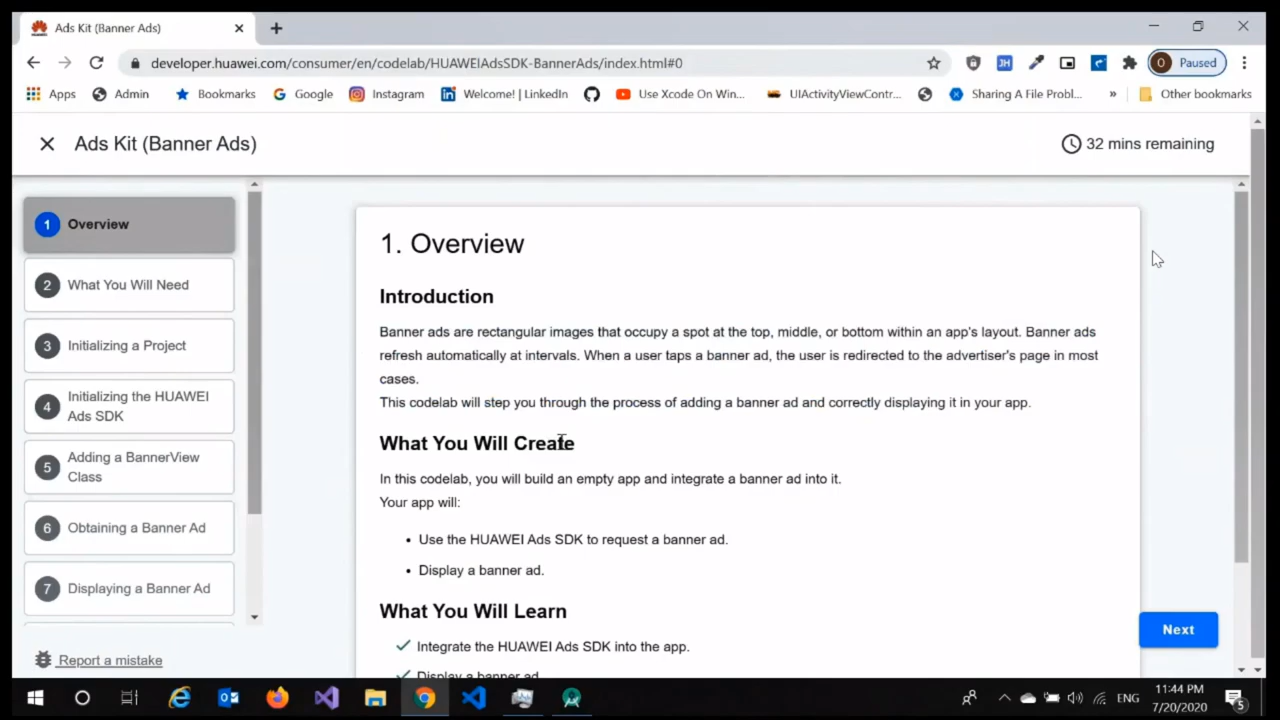 Ads Kit (Banner Ads)
developer.huawei.com/consumer/en/codelab/HUAWEIAdsSDK-BannerAds/index.html#0
JH
O Paused
Apps Admin Bookmarks Google Instagram Welcome! | LinkedIn Use Xcode On Win... UIActivityViewContr... Sharing A File Probl... » Other bookmarks
Ads Kit (Banner Ads)
32 mins remaining
1 Overview
2 What You Will Need
3 Initializing a Project
4 Initializing the HUAWEI
Ads SDK
5 Adding a BannerView
Class
6 Obtaining a Banner Ad
7 Displaying a Banner Ad
Report a mistake
1. Overview
Introduction
Banner ads are rectangular images that occupy a spot at the top, middle, or bottom within an app's layout. Banner ads
refresh automatically at intervals. When a user taps a banner ad, the user is redirected to the advertiser's page in most
cases.
This codelab will step you through the process of adding a banner ad and correctly displaying it in your app.
What You Will Create
In this codelab, you will build an empty app and integrate a banner ad into it.
Your app will:
• Use the HUAWEI Ads SDK to request a banner ad.
• Display a banner ad.
What You Will Learn
Integrate the HUAWEI Ads SDK into the app.
Display a banner ad
Next
ENG
11:44 PM
7/20/2020
5